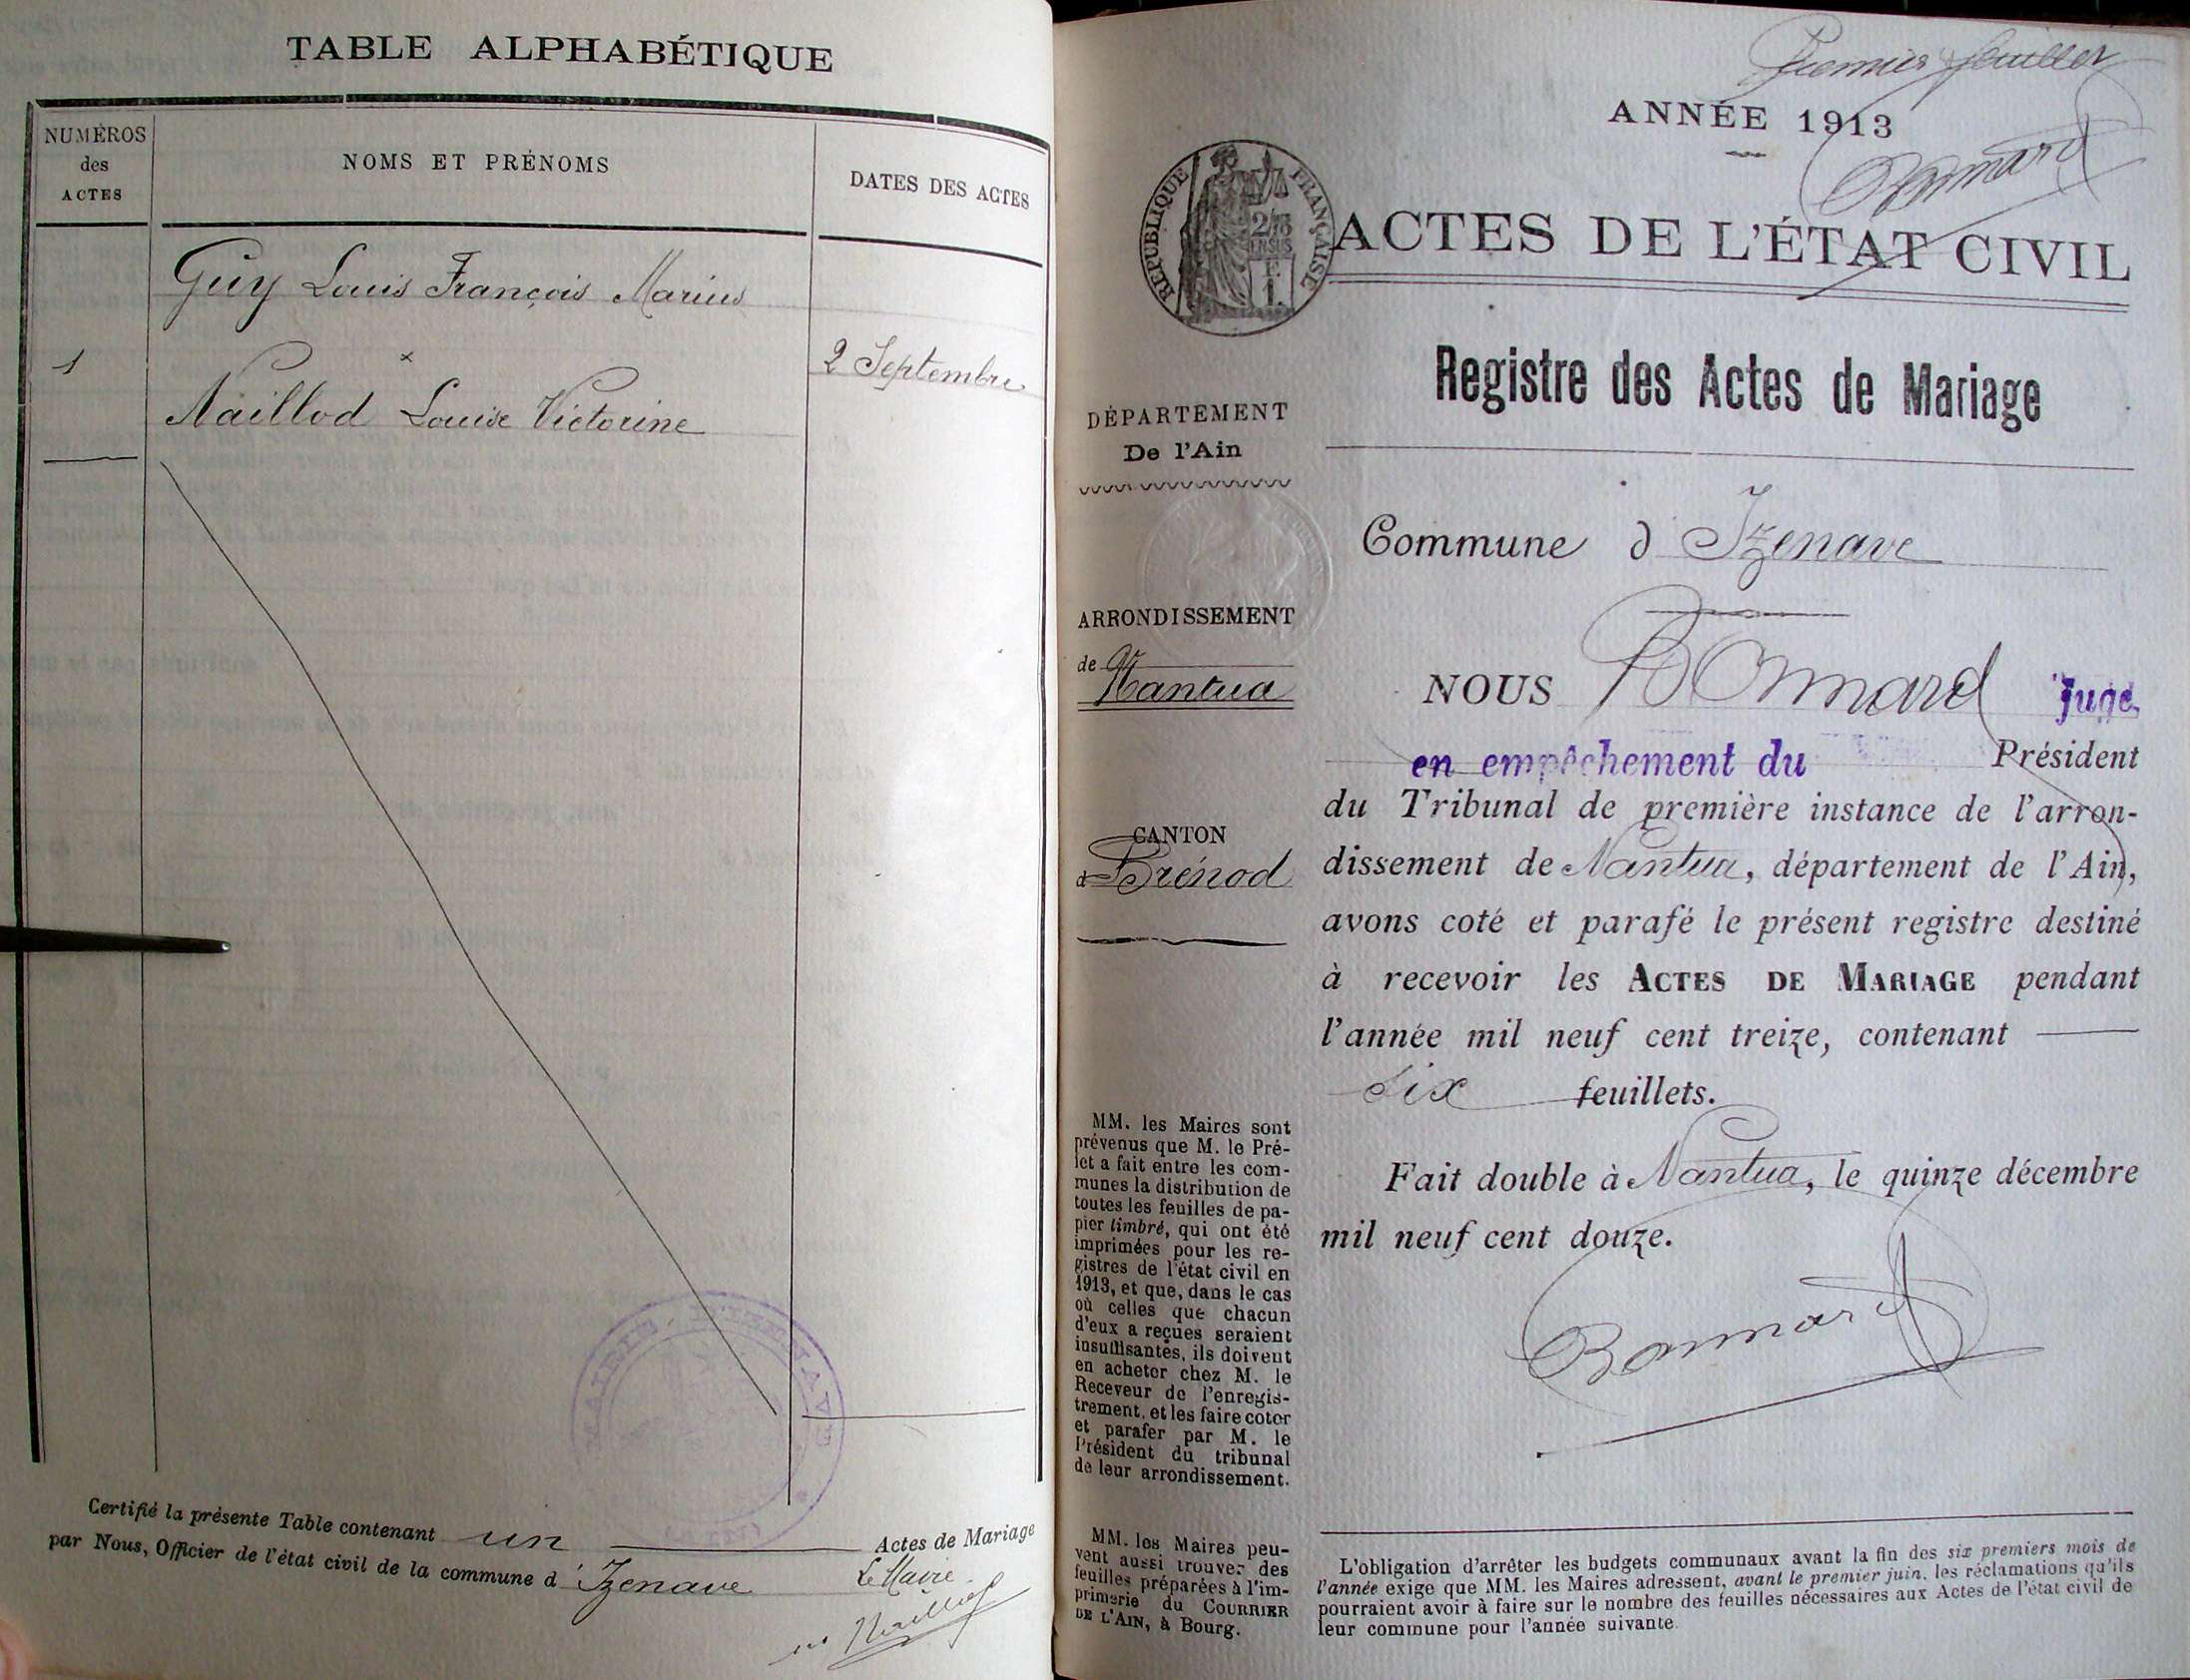 TABLE ALPHABÉTIQUE
NUMÉROS
des
ACTES
NOMS ET PRÉNOMS
DATES DES ACTES
Guy Louis François Marius
1
×
2 Septembre
Naillod Louise Victorine
MAIRIE D'IZENAVE
(AIN)
Certifié la présente Table contenant un Actes de Mariage
par Nous, Officier de l'état civil de la commune d'Izenave
Le Maire
Premier feuillet
ANNÉE 1913
Bonnard
RÉPUBLIQUE FRANÇAISE
ACTES DE L'ÉTAT CIVIL
Registre des Actes de Mariage
DÉPARTEMENT
De l'Ain
Commune d Izenave
ARRONDISSEMENT
de Nantua
NOUS Bonnard Juge
en empêchement du Président
du Tribunal de première instance de l'arron-
dissement de Nantua, département de l'Ain,
avons coté et parafé le présent registre destiné
à recevoir les ACTES DE MARIAGE pendant
l'année mil neuf cent treize, contenant
six feuillets.
CANTON
d Brénod
Fait double à Nantua, le quinze décembre
mil neuf cent douze.
Bonnard
MM. les Maires sont
prévenus que M. le Pré-
fet a fait entre les com-
munes la distribution de
toutes les feuilles de pa-
pier timbré, qui ont été
imprimées pour les re-
gistres de l'état civil en
1913, et que, dans le cas
où celles que chacun
d'eux a reçues seraient
insuffisantes, ils doivent
en acheter chez M. le
Receveur de l'enregis-
trement, et les faire coter
et parafer par M. le
Président du tribunal
de leur arrondissement.
MM. les Maires peu-
vent aussi trouver des
feuilles préparées à l'im-
primerie du COURRIER
DE L'AIN, à Bourg.
L'obligation d'arrêter les budgets communaux avant la fin des six premiers mois de
l'année exige que MM. les Maires adressent, avant le premier juin, les réclamations qu'ils
pourraient avoir à faire sur le nombre des feuilles nécessaires aux Actes de l'état civil de
leur commune pour l'année suivante.